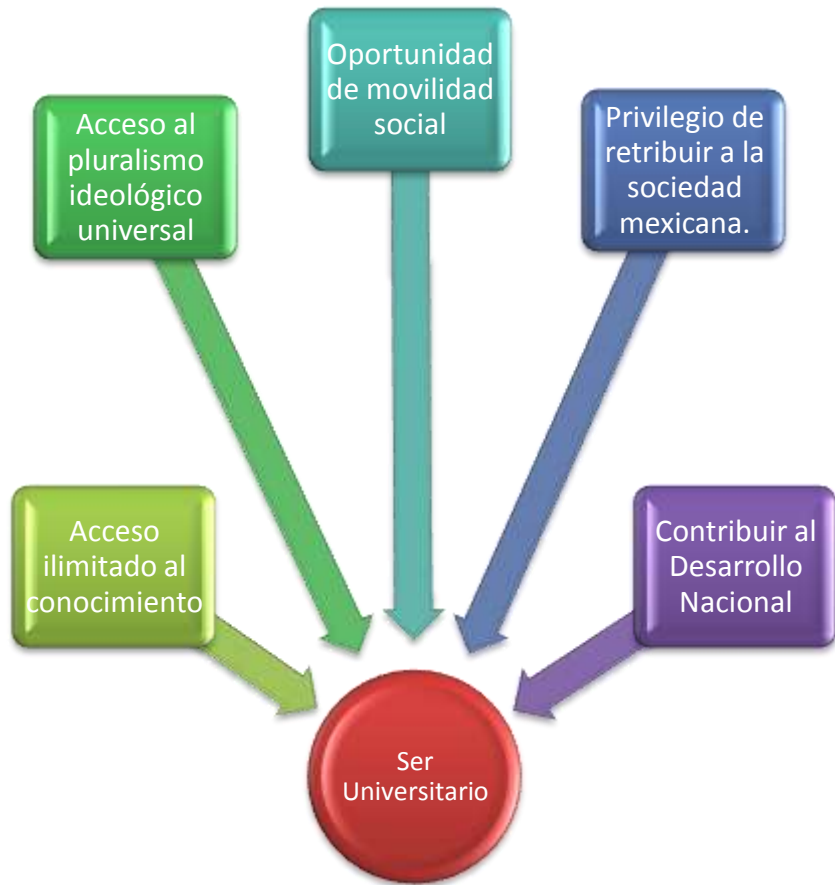 Oportunidad
de movilidad
social
Acceso al
pluralismo
ideológico
universal
Privilegio de
retribuir a la
sociedad
mexicana.
Acceso
ilimitado al
conocimiento
Contribuir al
Desarrollo
Nacional
Ser
Universitario